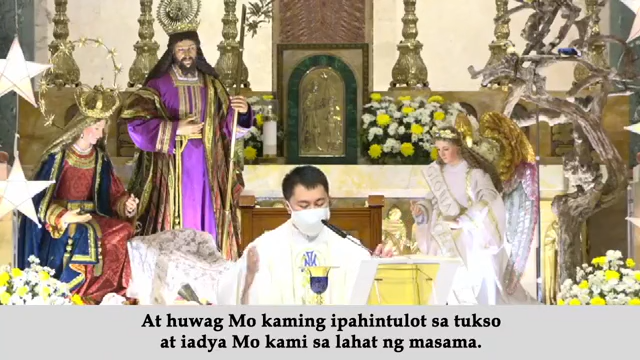 At huwag Mo kaming ipahintulot sa tukso
at iadya Mo kami sa lahat ng masama.